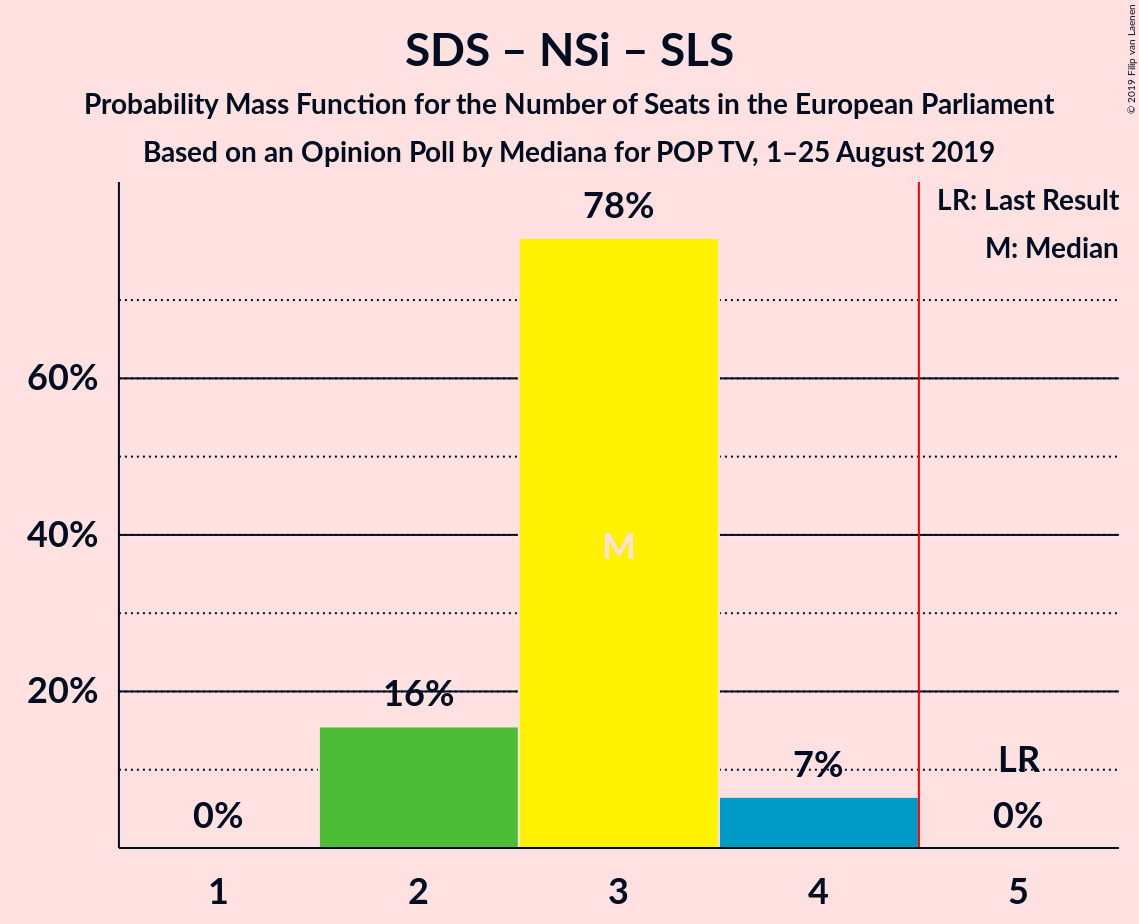 SDS – NSi – SLS
Probability Mass Function for the Number of Seats in the European Parliament
Based on an Opinion Poll by Mediana for POP TV, 1–25 August 2019
© 2019 Filip van Laenen
LR: Last Result
M: Median
78%
60%
40%
20%
M
16%
7%
LR
0%
0%
1 2 3 4 5